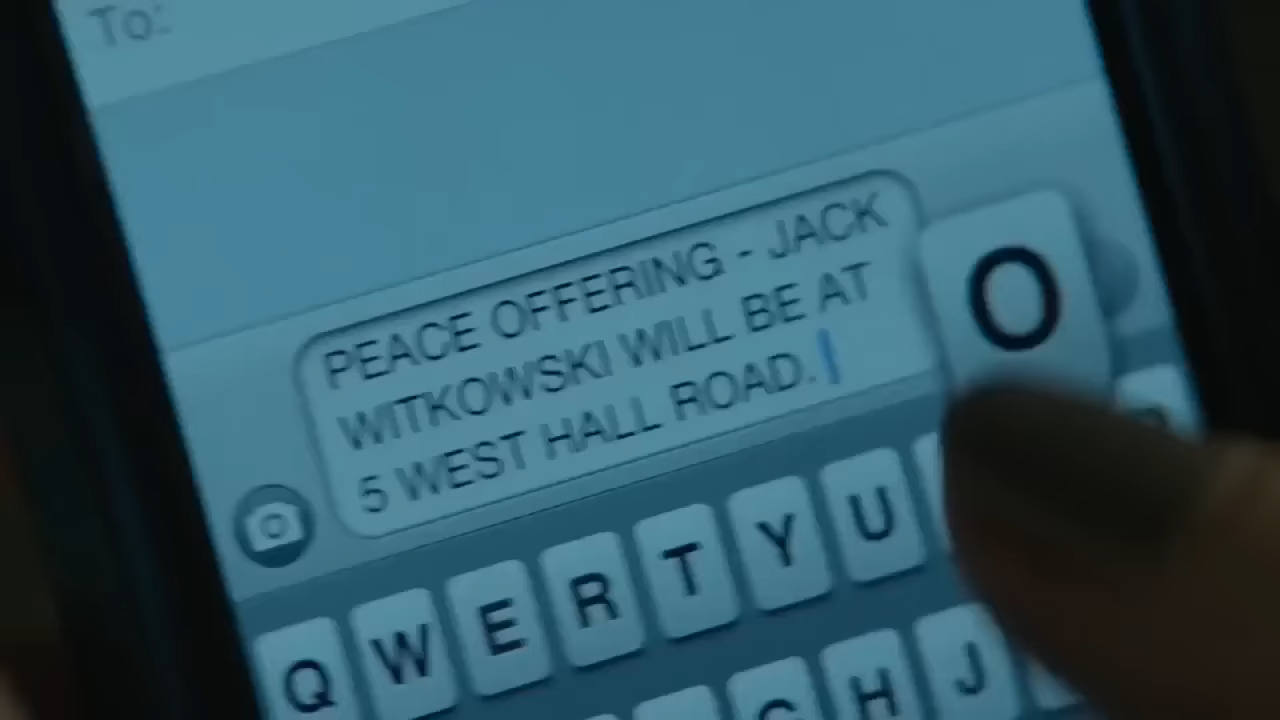 To:
PEACE OFFERING - JACK
WITKOWSKI WILL BE AT
5 WEST HALL ROAD.
O
Q W E R T Y U
G H J